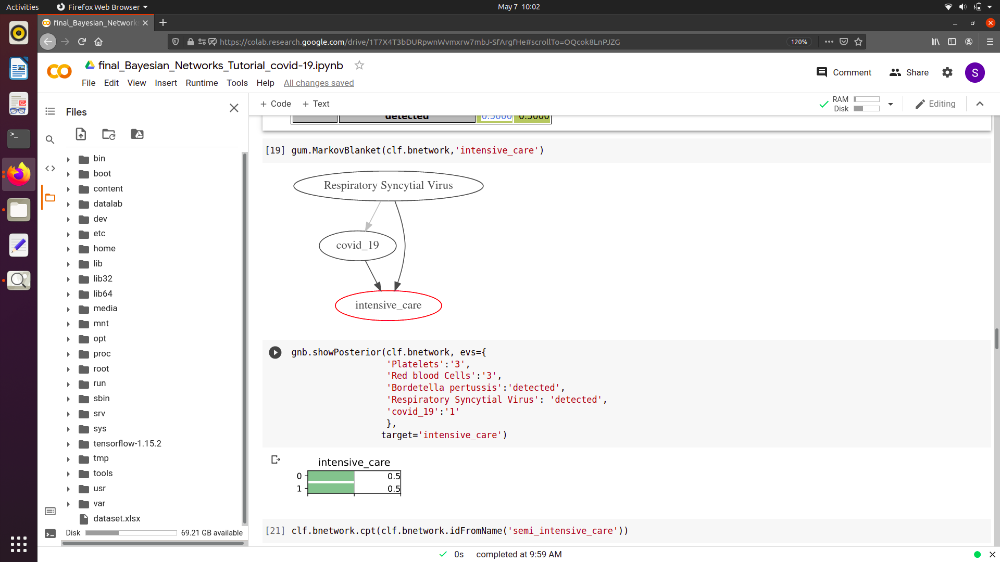 Activities
Firefox Web Browser
May 7 10:02
final_Bayesian_Network
https://colab.research.google.com/drive/1T7X4T3bDURpwnWvmxrw7mbJ-SfArgfHe#scrollTo=OQcok8LnPJZG
120%
final_Bayesian_Networks_Tutorial_covid-19.ipynb
File Edit View Insert Runtime Tools Help All changes saved
Comment
Share
S
Files
+ Code + Text
RAM
Disk
Editing
bin
boot
content
datalab
dev
etc
home
lib
lib32
lib64
media
mnt
opt
proc
root
run
sbin
srv
sys
tensorflow-1.15.2
tmp
tools
usr
var
dataset.xlsx
Disk
69.21 GB available
detected 0.5000 0.5000
[19] gum.MarkovBlanket(clf.bnetwork,'intensive_care')
Respiratory Syncytial Virus
covid_19
intensive_care
gnb.showPosterior(clf.bnetwork, evs={
'Platelets':'3',
'Red blood Cells':'3',
'Bordetella pertussis':'detected',
'Respiratory Syncytial Virus': 'detected',
'covid_19':'1'
},
target='intensive_care')
intensive_care
0 0.5
1 0.5
[21] clf.bnetwork.cpt(clf.bnetwork.idFromName('semi_intensive_care'))
0s completed at 9:59 AM